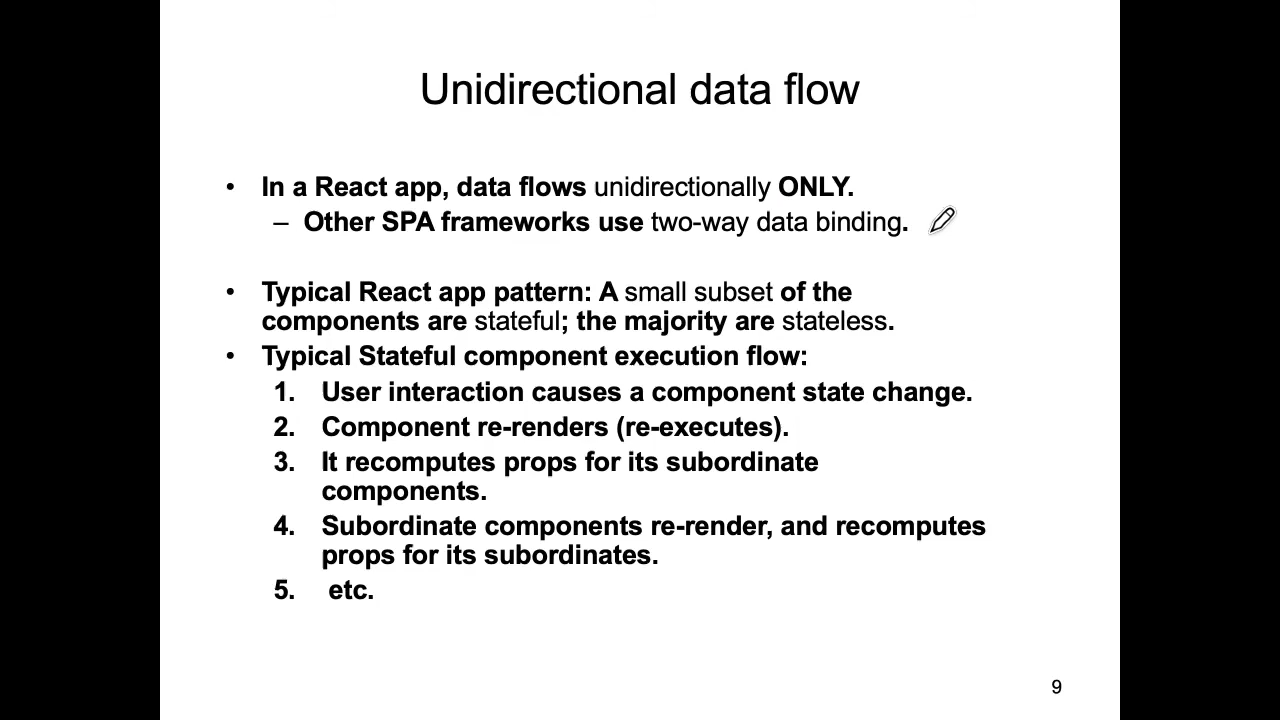 Unidirectional data flow
• In a React app, data flows unidirectionally ONLY.
– Other SPA frameworks use two-way data binding.
• Typical React app pattern: A small subset of the
components are stateful; the majority are stateless.
• Typical Stateful component execution flow:
1. User interaction causes a component state change.
2. Component re-renders (re-executes).
3. It recomputes props for its subordinate
components.
4. Subordinate components re-render, and recomputes
props for its subordinates.
5. etc.
9